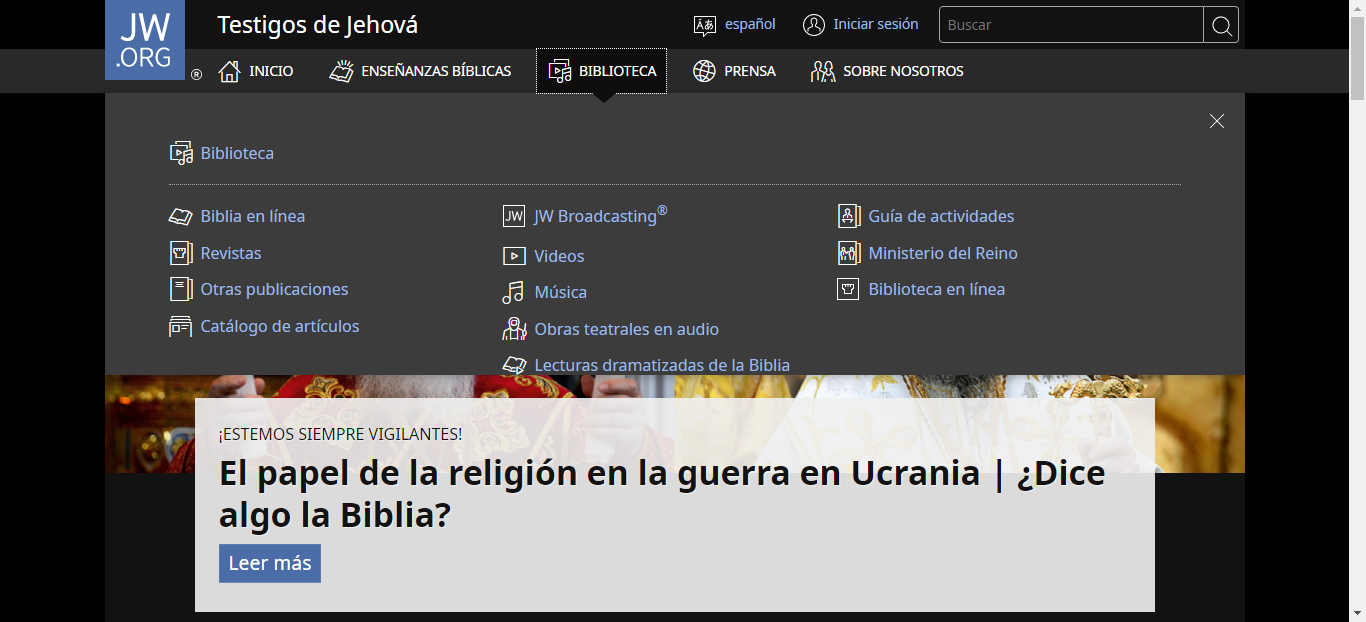 JW
.ORG
®
Testigos de Jehová
español
Iniciar sesión
Buscar
INICIO
ENSEÑANZAS BÍBLICAS
BIBLIOTECA
PRENSA
SOBRE NOSOTROS
Biblioteca
Biblia en línea
Revistas
Otras publicaciones
Catálogo de artículos
JW JW Broadcasting®
Videos
Música
Obras teatrales en audio
Lecturas dramatizadas de la Biblia
Guía de actividades
Ministerio del Reino
Biblioteca en línea
¡ESTEMOS SIEMPRE VIGILANTES!
El papel de la religión en la guerra en Ucrania | ¿Dice
algo la Biblia?
Leer más